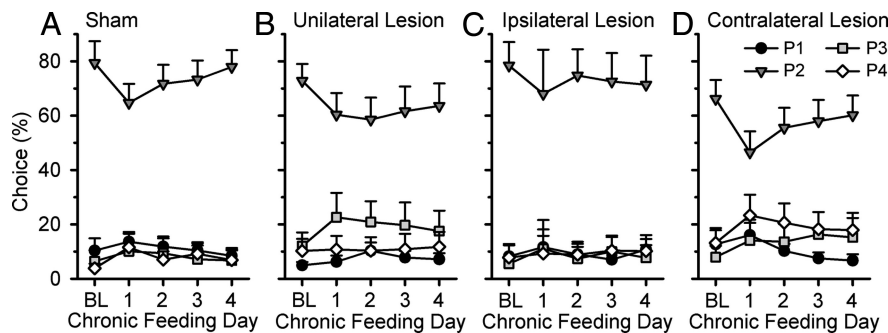 A Sham
B Unilateral Lesion
C Ipsilateral Lesion
D Contralateral Lesion
P1 P3
P2 P4
Choice (%)
80
60
40
20
0
BL 1 2 3 4
BL 1 2 3 4
BL 1 2 3 4
BL 1 2 3 4
Chronic Feeding Day
Chronic Feeding Day
Chronic Feeding Day
Chronic Feeding Day